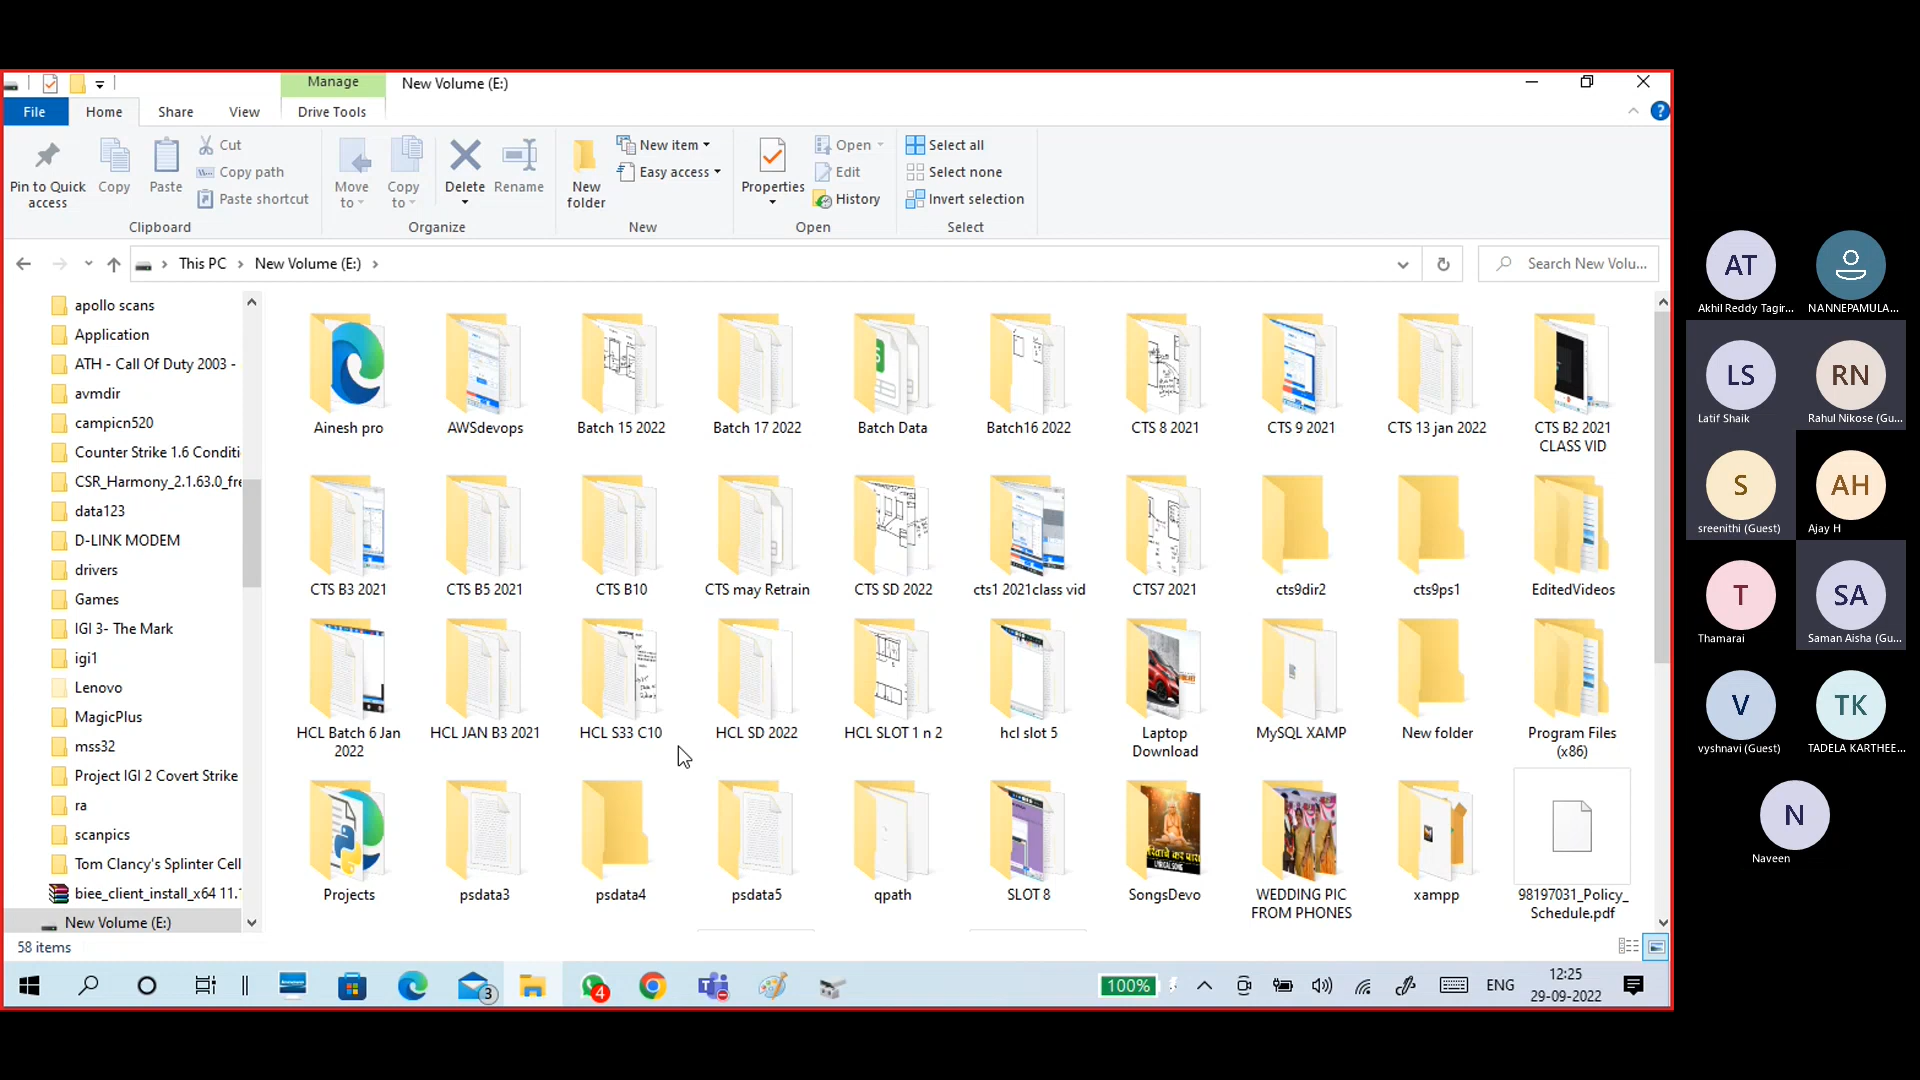 Manage
New Volume (E:)
File
Home
Share
View
Drive Tools
Pin to Quick
access
Copy
Paste
Cut
Copy path
Paste shortcut
Move
to
Copy
to
Delete
Rename
New
folder
New item
Easy access
Properties
Open
Edit
History
Select all
Select none
Invert selection
Clipboard
Organize
New
Open
Select
This PC
New Volume (E:)
Search New Volu...
apollo scans
Application
ATH - Call Of Duty 2003 -
avmdir
campicn520
Counter Strike 1.6 Conditi
CSR_Harmony_2.1.63.0_fre
data123
D-LINK MODEM
drivers
Games
IGI 3- The Mark
igi1
Lenovo
MagicPlus
mss32
Project IGI 2 Covert Strike
ra
scanpics
Tom Clancy's Splinter Cell
biee_client_install_x64 11.
New Volume (E:)
Ainesh pro
AWSdevops
Batch 15 2022
Batch 17 2022
Batch Data
Batch16 2022
CTS 8 2021
CTS 9 2021
CTS 13 jan 2022
CTS B2 2021
CLASS VID
CTS B3 2021
CTS B5 2021
CTS B10
CTS may Retrain
CTS SD 2022
cts1 2021class vid
CTS7 2021
cts9dir2
cts9ps1
EditedVideos
HCL Batch 6 Jan
2022
HCL JAN B3 2021
HCL S33 C10
HCL SD 2022
HCL SLOT 1 n 2
hcl slot 5
Laptop
Download
MySQL XAMP
New folder
Program Files
(x86)
Projects
psdata3
psdata4
psdata5
qpath
SLOT 8
SongsDevo
WEDDING PIC
FROM PHONES
xampp
98197031_Policy_
Schedule.pdf
58 items
3
4
100%
ENG
12:25
29-09-2022
AT
Akhil Reddy Tagir...
NANNEPAMULA...
LS
Latif Shaik
RN
Rahul Nikose (Gu...
S
sreenithi (Guest)
AH
Ajay H
T
Thamarai
SA
Saman Aisha (Gu...
V
vyshnavi (Guest)
TK
TADELA KARTHEE...
N
Naveen